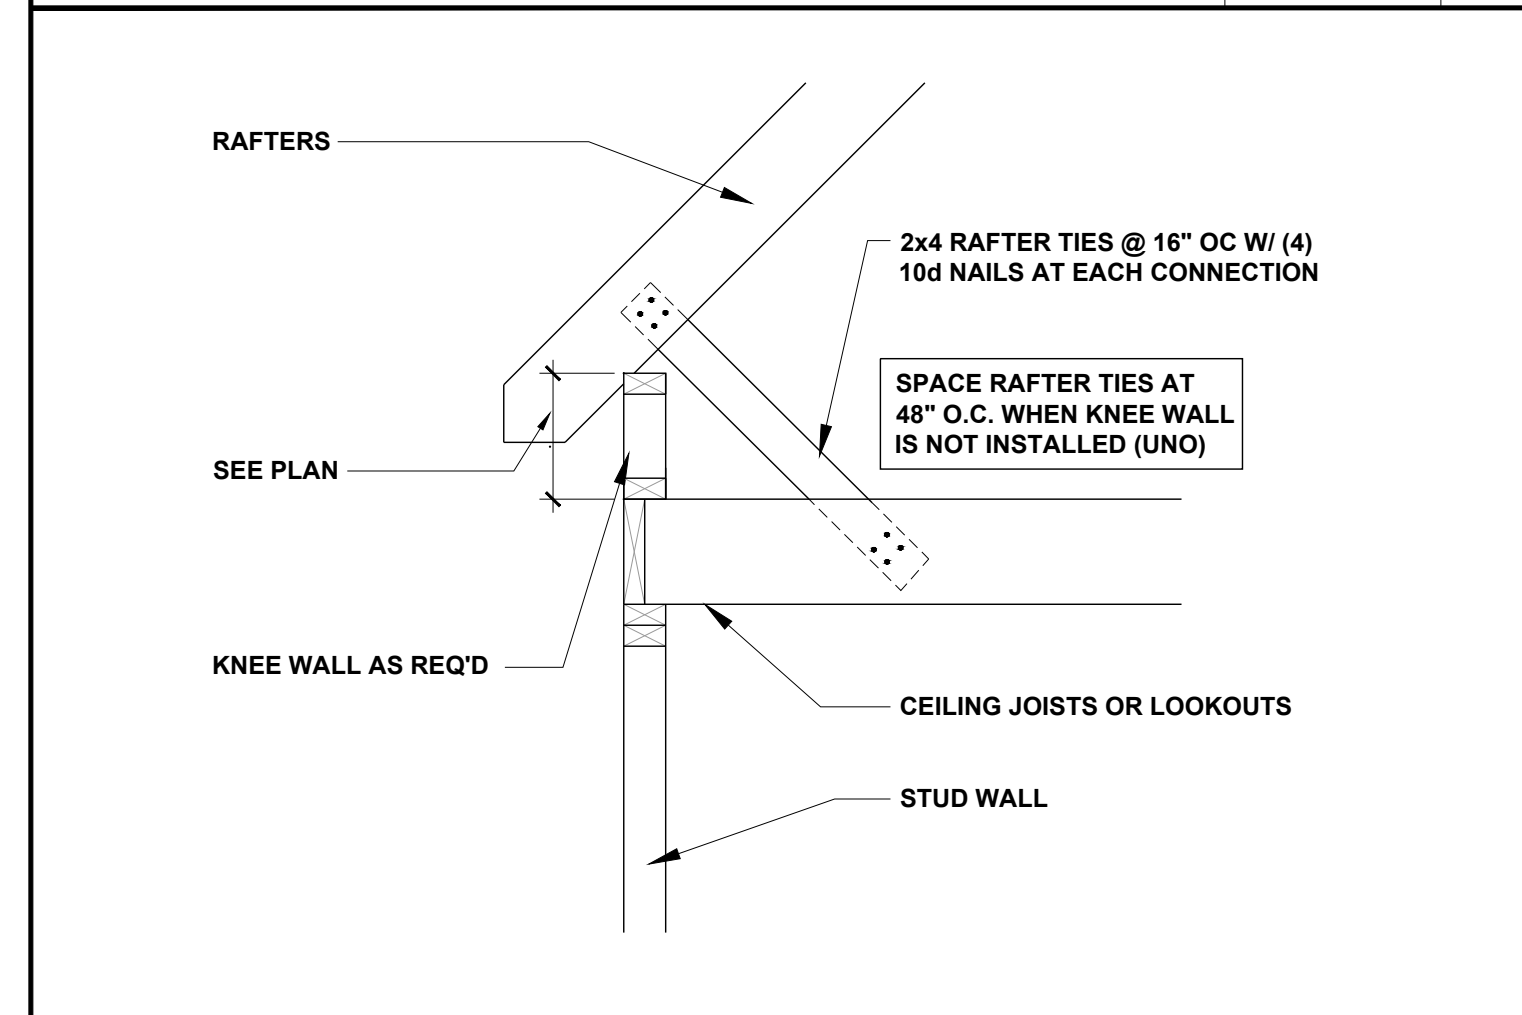 RAFTERS
2x4 RAFTER TIES @ 16" OC W/ (4)
10d NAILS AT EACH CONNECTION
SPACE RAFTER TIES AT
48" O.C. WHEN KNEE WALL
IS NOT INSTALLED (UNO)
SEE PLAN
KNEE WALL AS REQ'D
CEILING JOISTS OR LOOKOUTS
STUD WALL